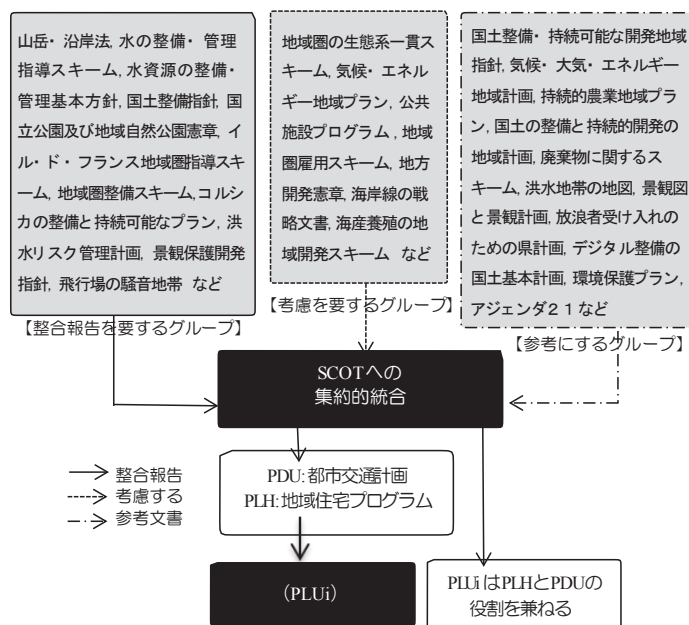 山岳・沿岸法, 水の整備・管理
指導スキーム, 水資源の整備・
管理基本方針, 国土整備指針, 国
立公園及び地域自然公園憲章, イ
ル・ド・フランス地域圏指導スキ
ーム, 地域圏整備スキーム,コルシ
カの整備と持続可能なプラン, 洪
水リスク管理計画, 景観保護開発
指針, 飛行場の騒音地帯 など
【整合報告を要するグループ】
地域圏の生態系一貫ス
キーム, 気候・エネル
ギー地域プラン, 公共
施設プログラム, 地域
圏雇用スキーム, 地方
開発憲章, 海岸線の戦
略文書, 海産養殖の地
域開発スキーム など
【考慮を要するグループ】
国土整備・持続可能な開発地域
指針, 気候・大気・エネルギー
地域計画, 持続的農業地域プラ
ン, 国土の整備と持続的開発の
地域計画, 廃棄物に関するス
キーム, 洪水地帯の地図, 景観図
と景観計画, 放浪者受け入れの
ための県計画, デジタル整備の
国土基本計画, 環境保護プラン,
アジェンダ21など
【参考にするグループ】
SCOTへの
集約的統合
整合報告
考慮する
参考文書
PDU:都市交通計画
PLH:地域住宅プログラム
(PLUi)
PLUiはPLHとPDUの
役割を兼ねる